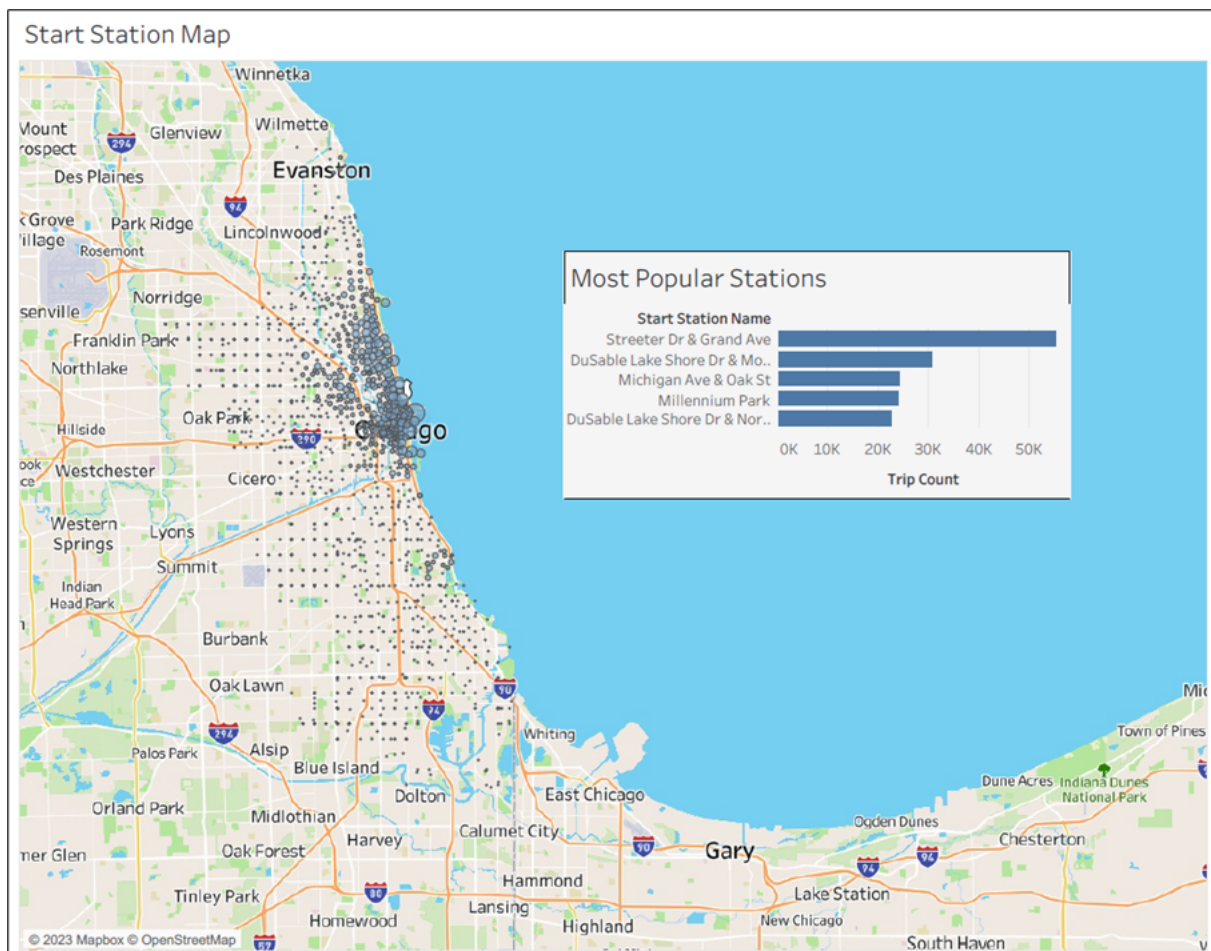 Start Station Map
Winnetka
Wilmette
Mount
Glenview
294
rospect
Evanston
Des Plaines
94
k Grove
Park Ridge
Village
Lincolnwood
Rosemont
Norridge
senville
Franklin Park
Northlake
Oak Park
Hillside
290
Westchester
Cicero
Western
Springs
Lyons
Summit
Indian
Head Park
Burbank
Oak Lawn
90
94
294
Whiting
Palos Park
Alsip
Blue Island
Dolton
East Chicago
Orland Park
Midlothian
Calumet City
Harvey
90
Gary
mer Glen
Oak Forest
80
Hammond
Tinley Park
Lansing
Homewood
Highland
57
Town of Pines
Dune Acres
Indiana Dunes
National Park
Ogden Dunes
Chesterton
94
94
Lake Station
New Chicago
South Haven
Most Popular Stations
Start Station Name
Streeter Dr & Grand Ave
DuSable Lake Shore Dr & Mo..
Michigan Ave & Oak St
Millennium Park
DuSable Lake Shore Dr & Nor..
0K 10K 20K 30K 40K 50K
Trip Count
© 2023 Mapbox © OpenStreetMap